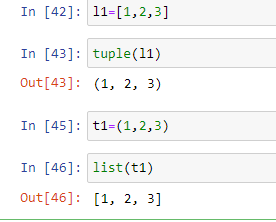 In [42]: l1=[1,2,3]
In [43]: tuple(l1)
Out[43]: (1, 2, 3)
In [45]: t1=(1,2,3)
In [46]: list(t1)
Out[46]: [1, 2, 3]